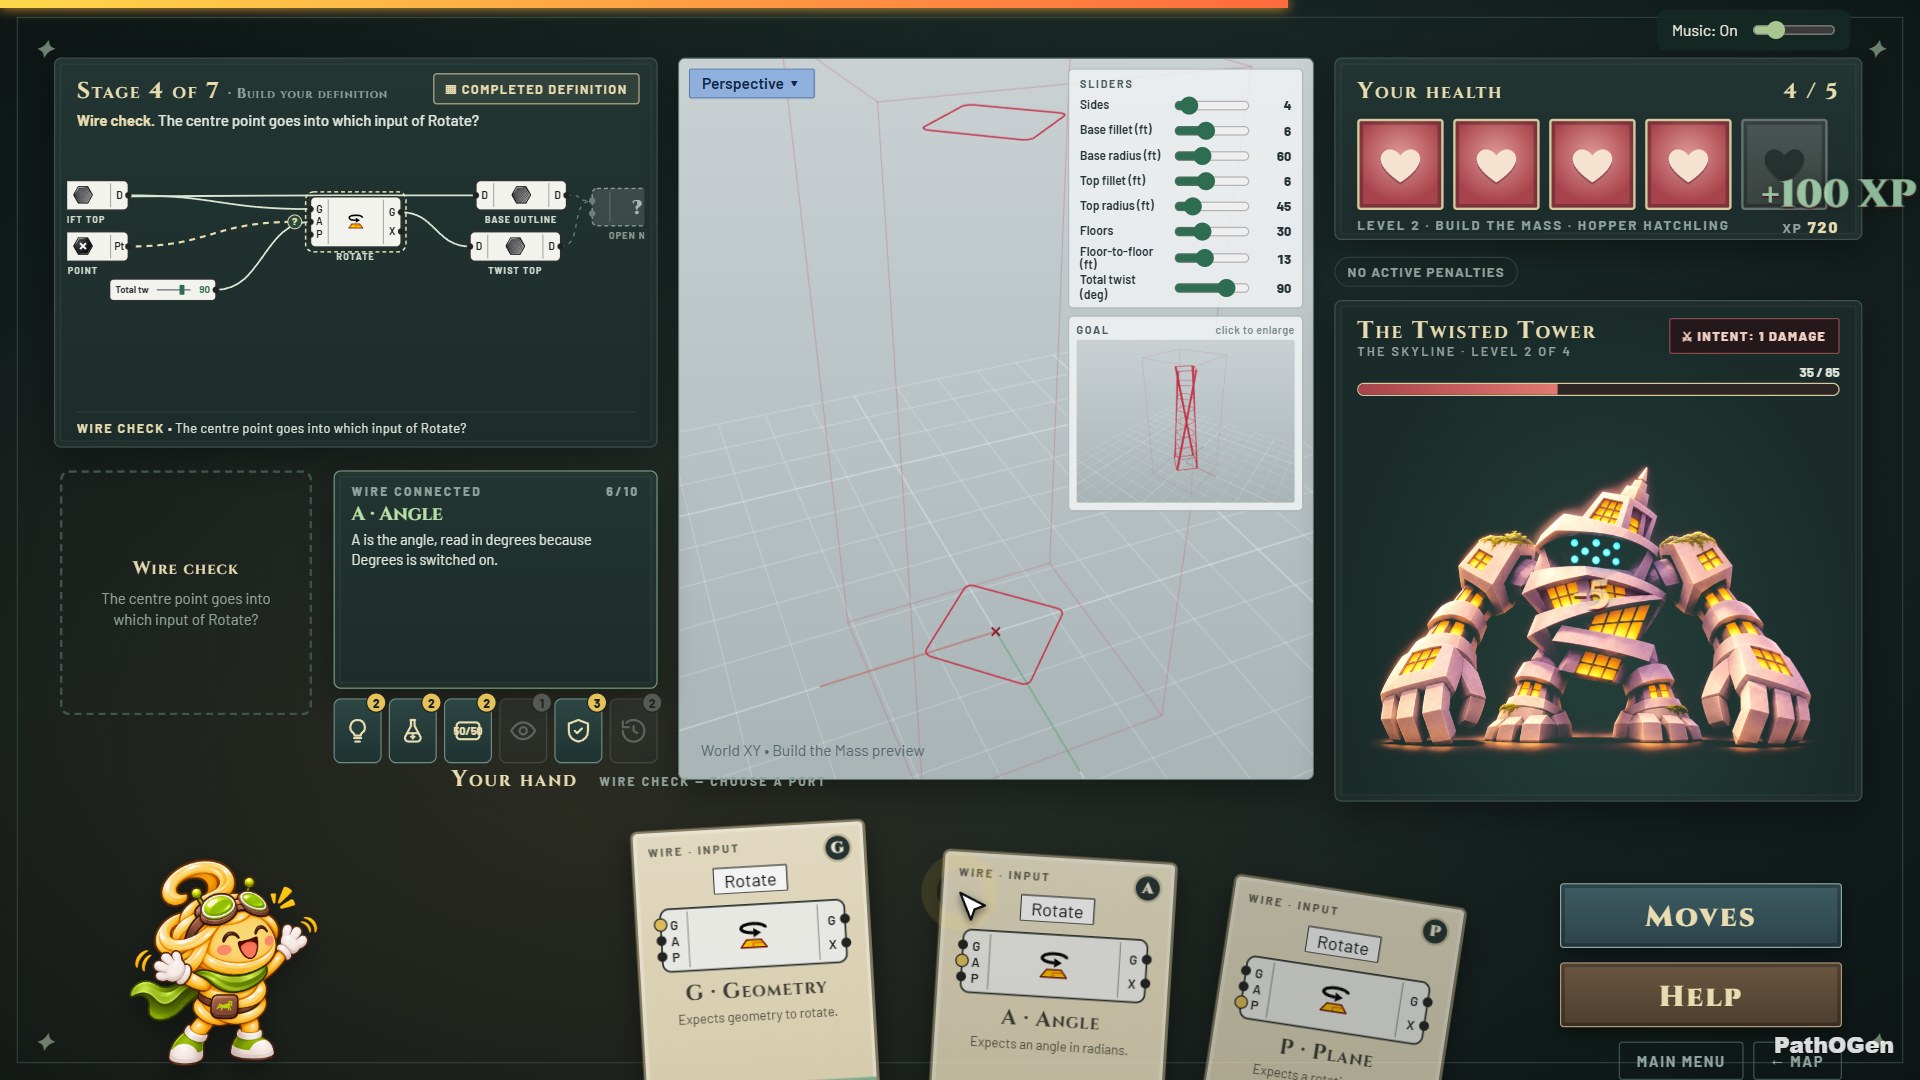 Music: On
STAGE 4 OF 7 · BUILD YOUR DEFINITION
COMPLETED DEFINITION
Wire check. The centre point goes into which input of Rotate?
D
IFT TOP
Pt
POINT
Total tw 90
?
G
A
P
G
X
ROTATE
D D
BASE OUTLINE
D D
TWIST TOP
?
OPEN N
WIRE CHECK • The centre point goes into which input of Rotate?
WIRE CHECK
The centre point goes into
which input of Rotate?
WIRE CONNECTED 6/10
A · ANGLE
A is the angle, read in degrees because
Degrees is switched on.
2 2 2 1 3 2
50/50
Perspective ▼
SLIDERS
Sides 4
Base fillet (ft) 6
Base radius (ft) 60
Top fillet (ft) 6
Top radius (ft) 45
Floors 30
Floor-to-floor (ft) 13
Total twist (deg) 90
GOAL click to enlarge
World XY • Build the Mass preview
YOUR HEALTH 4 / 5
+100 XP
LEVEL 2 · BUILD THE MASS · HOPPER HATCHLING XP 720
NO ACTIVE PENALTIES
THE TWISTED TOWER
INTENT: 1 DAMAGE
THE SKYLINE · LEVEL 2 OF 4
35 / 85
-5
YOUR HAND WIRE CHECK — CHOOSE A PORT
WIRE · INPUT G
Rotate
G
A
P
G
X
G · GEOMETRY
Expects geometry to rotate.
WIRE · INPUT A
Rotate
G
A
P
G
X
A · ANGLE
Expects an angle in radians.
WIRE · INPUT P
Rotate
G
A
P
G
X
P · PLANE
Expects a
MOVES
HELP
MAIN MENU
← MAP
PathOGen